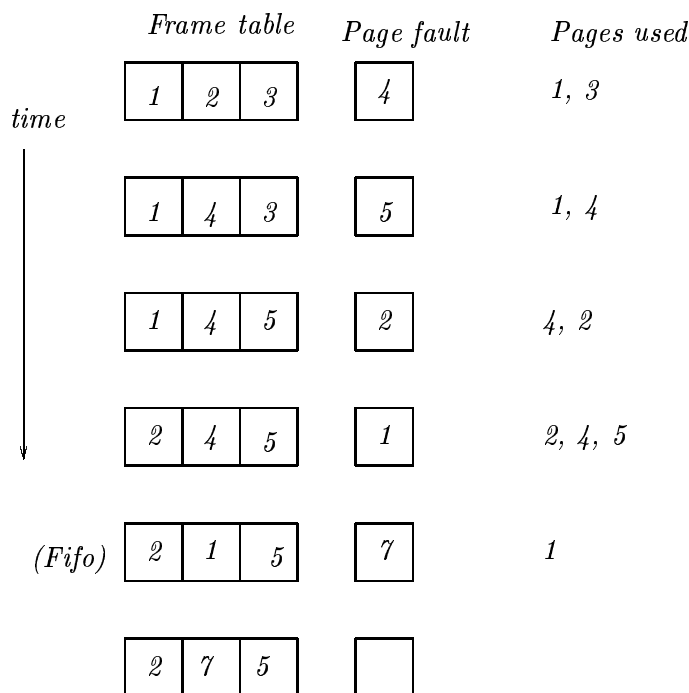 Frame table Page fault Pages used
1 2 3 4 1, 3
time
1 4 3 5 1, 4
1 4 5 2 4, 2
2 4 5 1 2, 4, 5
(Fifo) 2 1 5 7 1
2 7 5